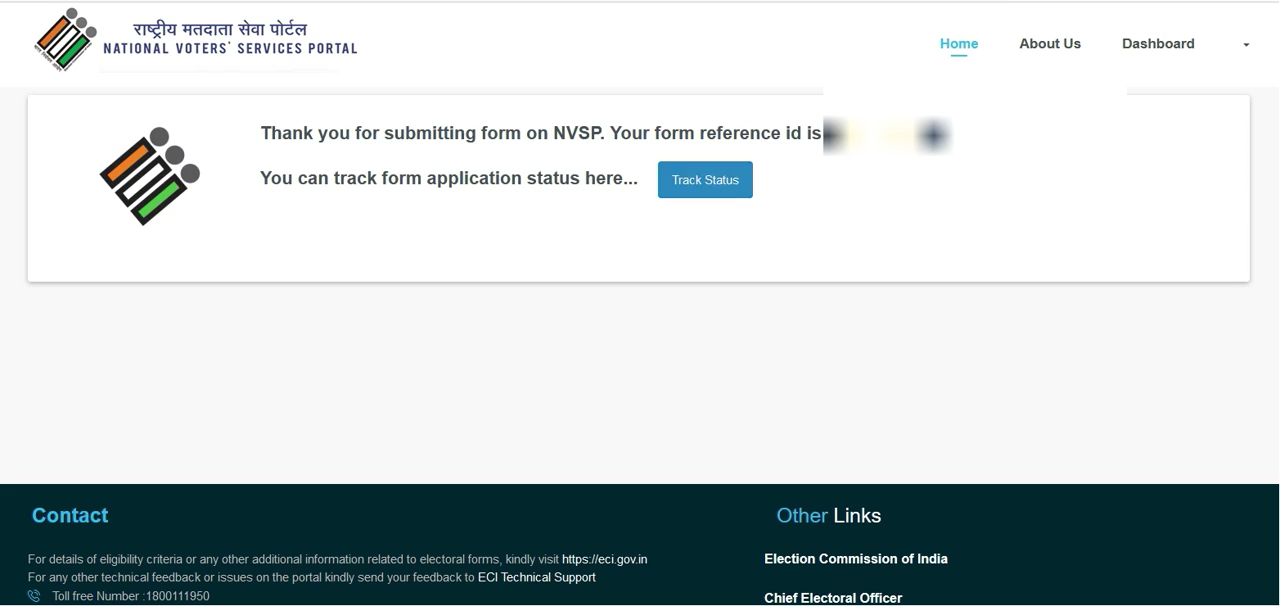 राष्ट्रीय मतदाता सेवा पोर्टल
NATIONAL VOTERS' SERVICES PORTAL
Home
About Us
Dashboard
Thank you for submitting form on NVSP. Your form reference id is
You can track form application status here...
Track Status
Contact
For details of eligibility criteria or any other additional information related to electoral forms, kindly visit https://eci.gov.in
For any other technical feedback or issues on the portal kindly send your feedback to ECI Technical Support
Toll free Number :1800111950
Other Links
Election Commission of India
Chief Electoral Officer